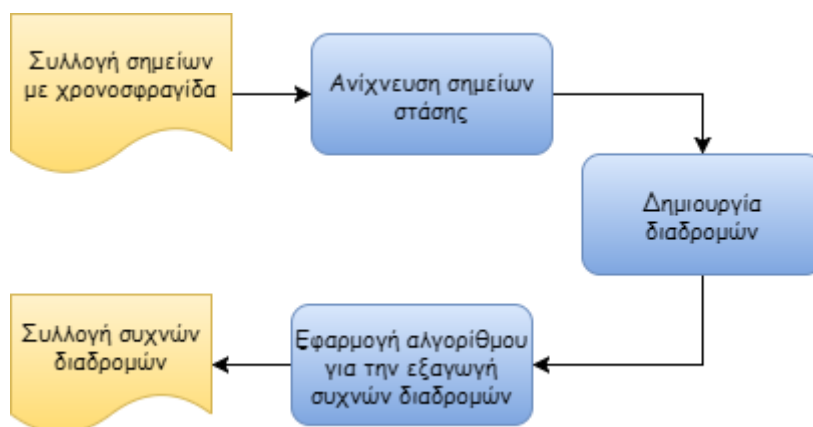 Συλλογή σημείων
με χρονοσφραγίδα
Ανίχνευση σημείων
στάσης
Δημιουργία
διαδρομών
Εφαρμογή αλγορίθμου
για την εξαγωγή
συχνών διαδρομών
Συλλογή συχνών
διαδρομών